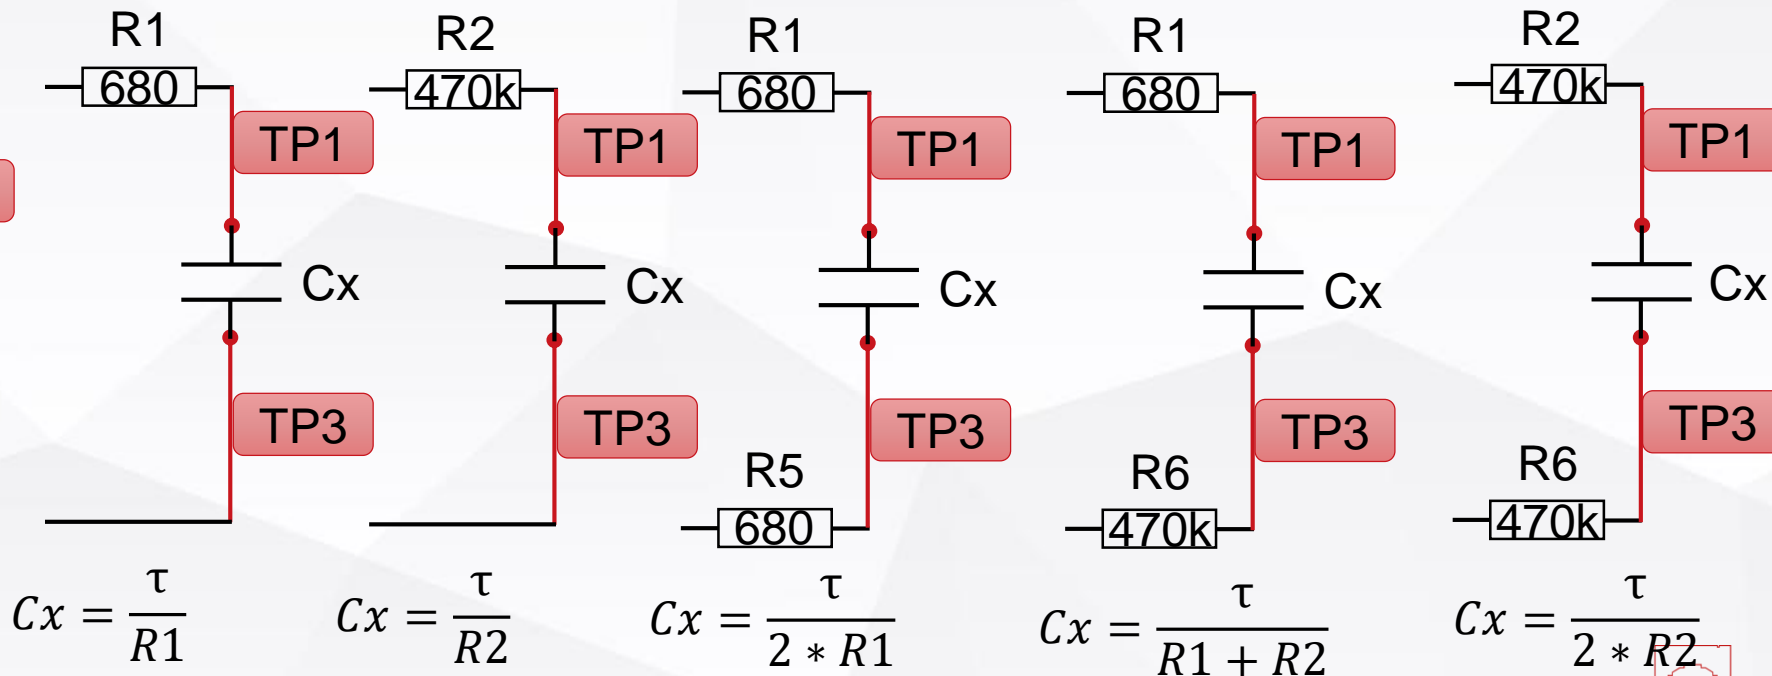 R1
680
TP1
Cx
TP3
Cx = τ / R1
R2
470k
TP1
Cx
TP3
Cx = τ / R2
R1
680
TP1
Cx
TP3
R5
680
Cx = τ / 2 * R1
R1
680
TP1
Cx
TP3
R6
470k
Cx = τ / R1 + R2
R2
470k
TP1
Cx
TP3
R6
470k
Cx = τ / 2 * R2